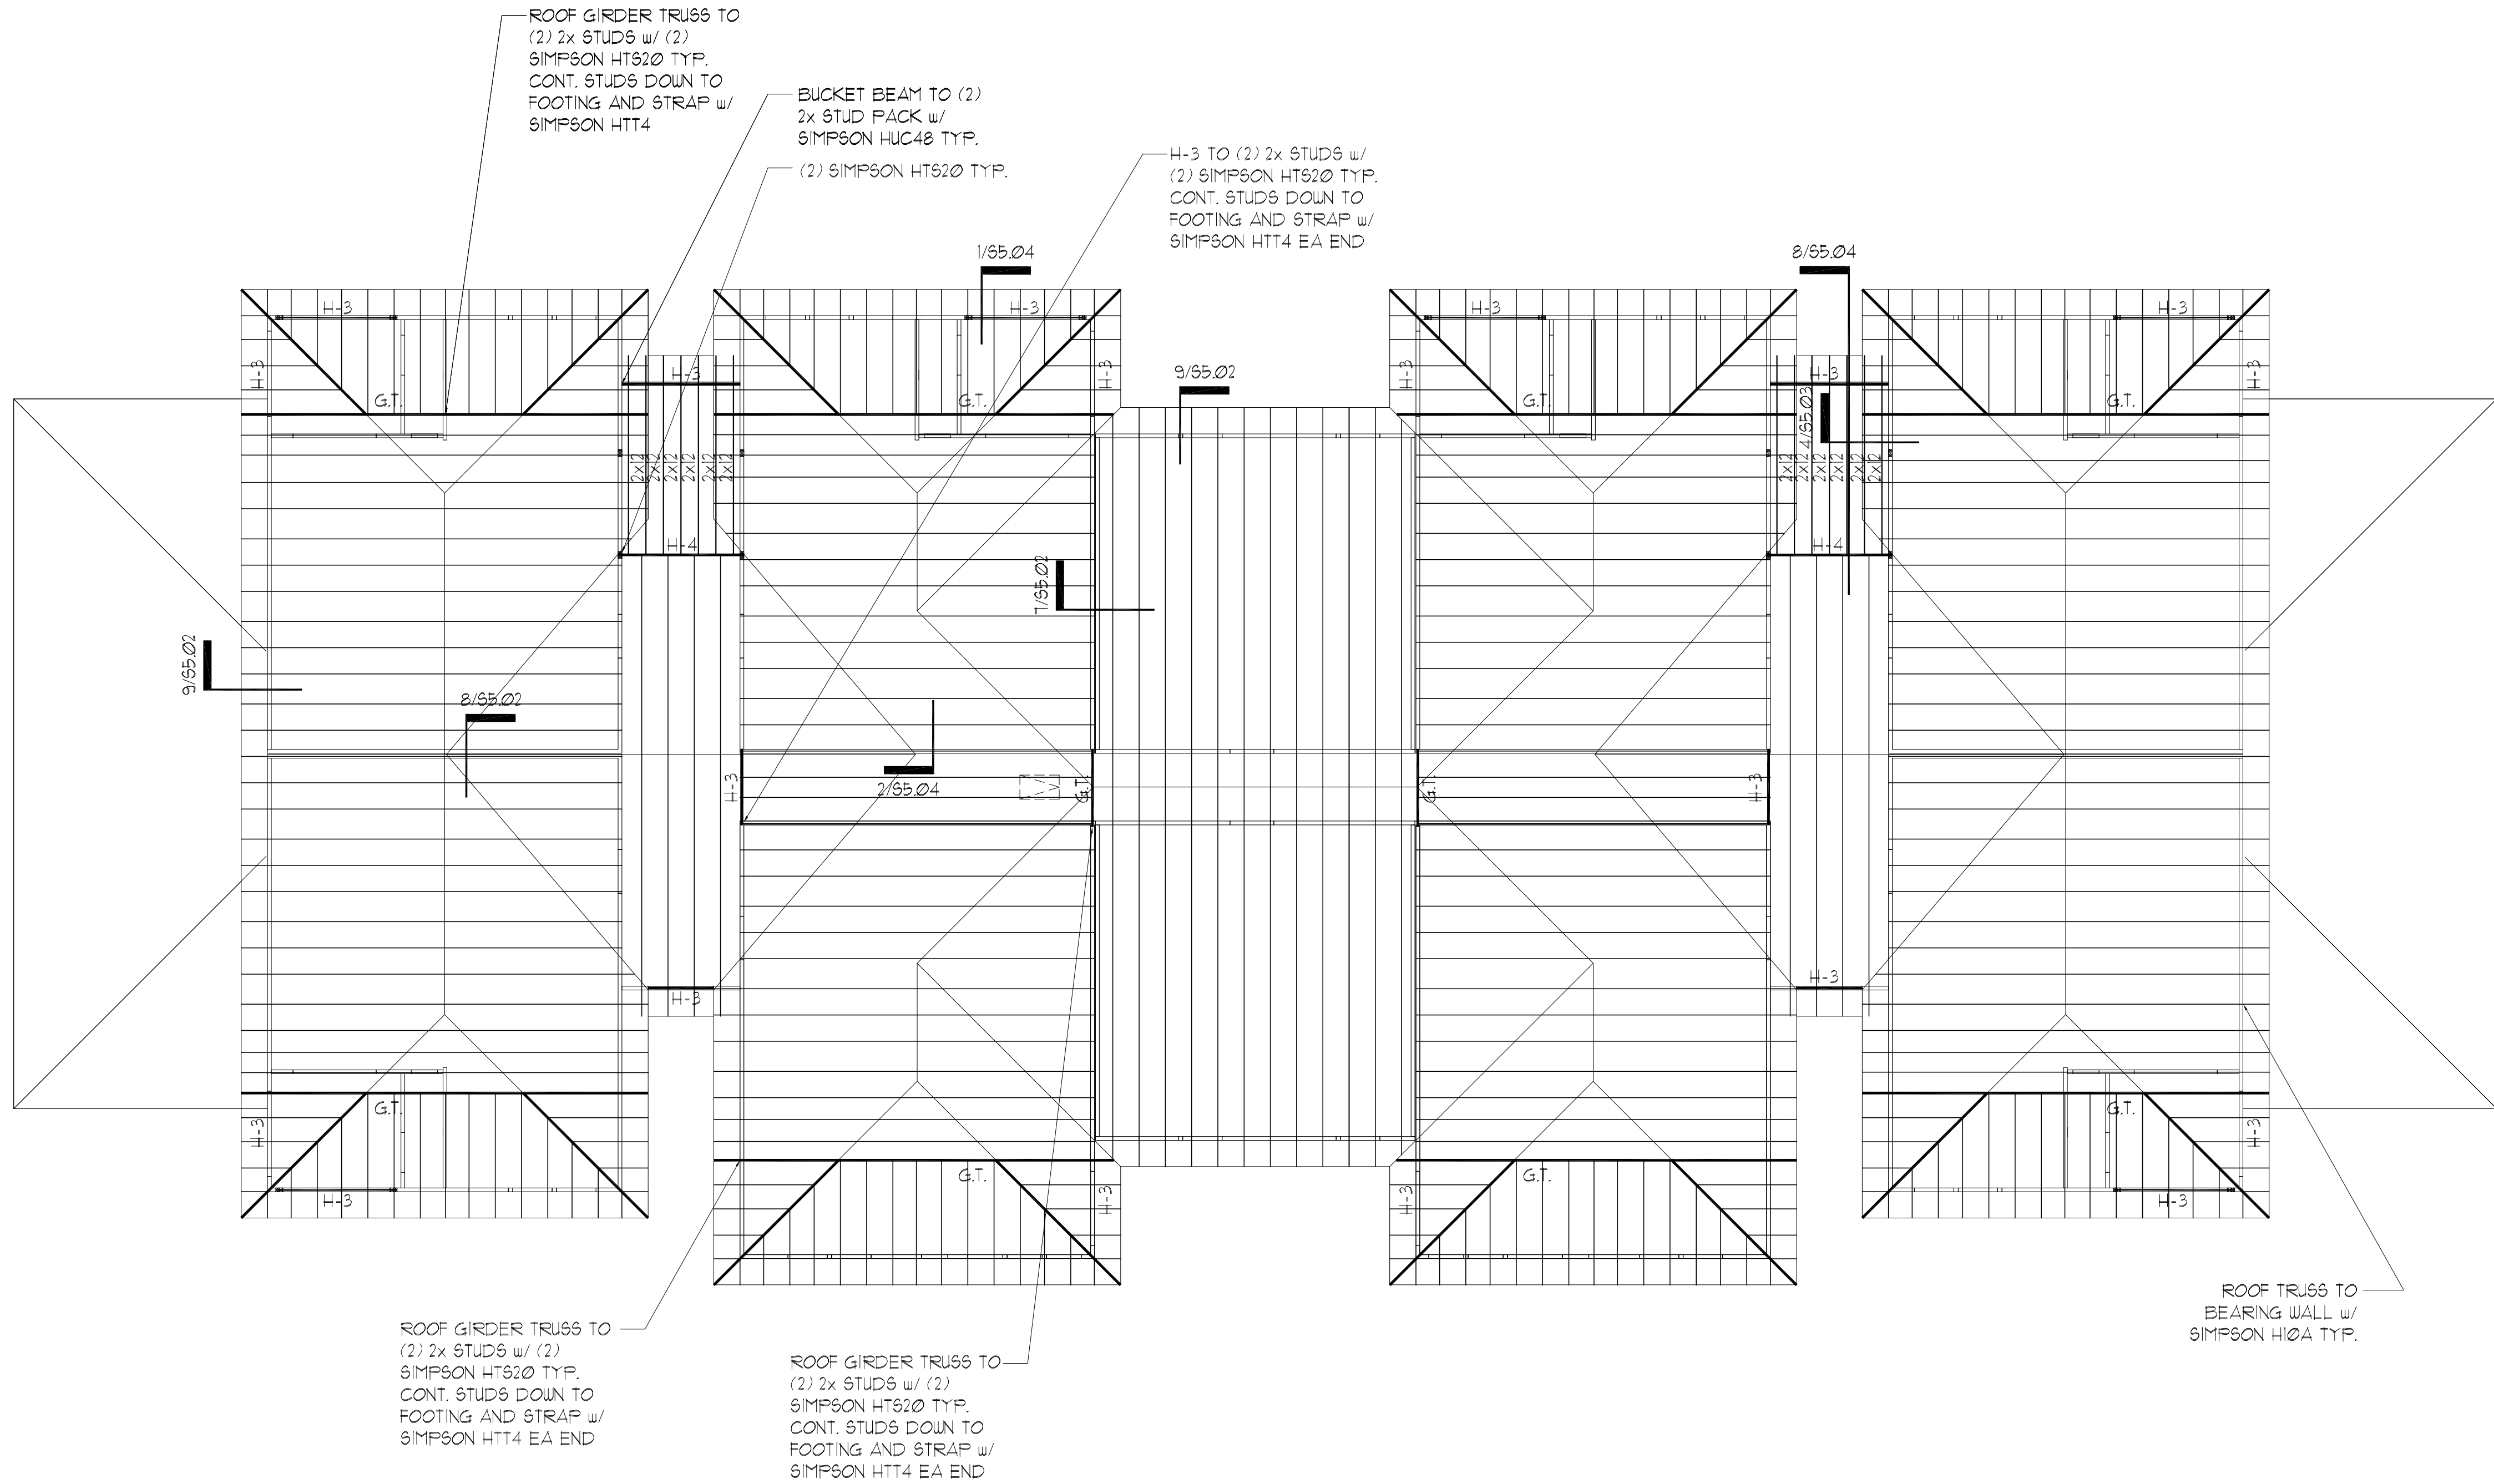 ROOF GIRDER TRUSS TO
(2) 2x STUDS w/ (2)
SIMPSON HTS20 TYP.
CONT. STUDS DOWN TO
FOOTING AND STRAP w/
SIMPSON HTT4
BUCKET BEAM TO (2)
2x STUD PACK w/
SIMPSON HUC48 TYP.
(2) SIMPSON HTS20 TYP.
H-3 TO (2) 2x STUDS w/
(2) SIMPSON HTS20 TYP.
CONT. STUDS DOWN TO
FOOTING AND STRAP w/
SIMPSON HTT4 EA END
1/S5.04
8/S5.04
H-3
H-3
H-3
H-3
H-3
H-3
H-3
H-3
9/S5.02
H-3
H-3
G.T.
G.T.
G.T.
G.T.
4/S5.03
2x12
2x12
2x12
2x12
2x12
2x12
2x12
2x12
2x12
2x12
2x12
2x12
H-4
H-4
7/S5.02
9/S5.02
8/S5.02
H-3
2/S5.04
G.T.
G.T.
H-3
H-3
H-3
G.T.
G.T.
H-3
H-3
G.T.
G.T.
H-3
H-3
H-3
H-3
ROOF TRUSS TO
BEARING WALL w/
SIMPSON H10A TYP.
ROOF GIRDER TRUSS TO
(2) 2x STUDS w/ (2)
SIMPSON HTS20 TYP.
CONT. STUDS DOWN TO
FOOTING AND STRAP w/
SIMPSON HTT4 EA END
ROOF GIRDER TRUSS TO
(2) 2x STUDS w/ (2)
SIMPSON HTS20 TYP.
CONT. STUDS DOWN TO
FOOTING AND STRAP w/
SIMPSON HTT4 EA END